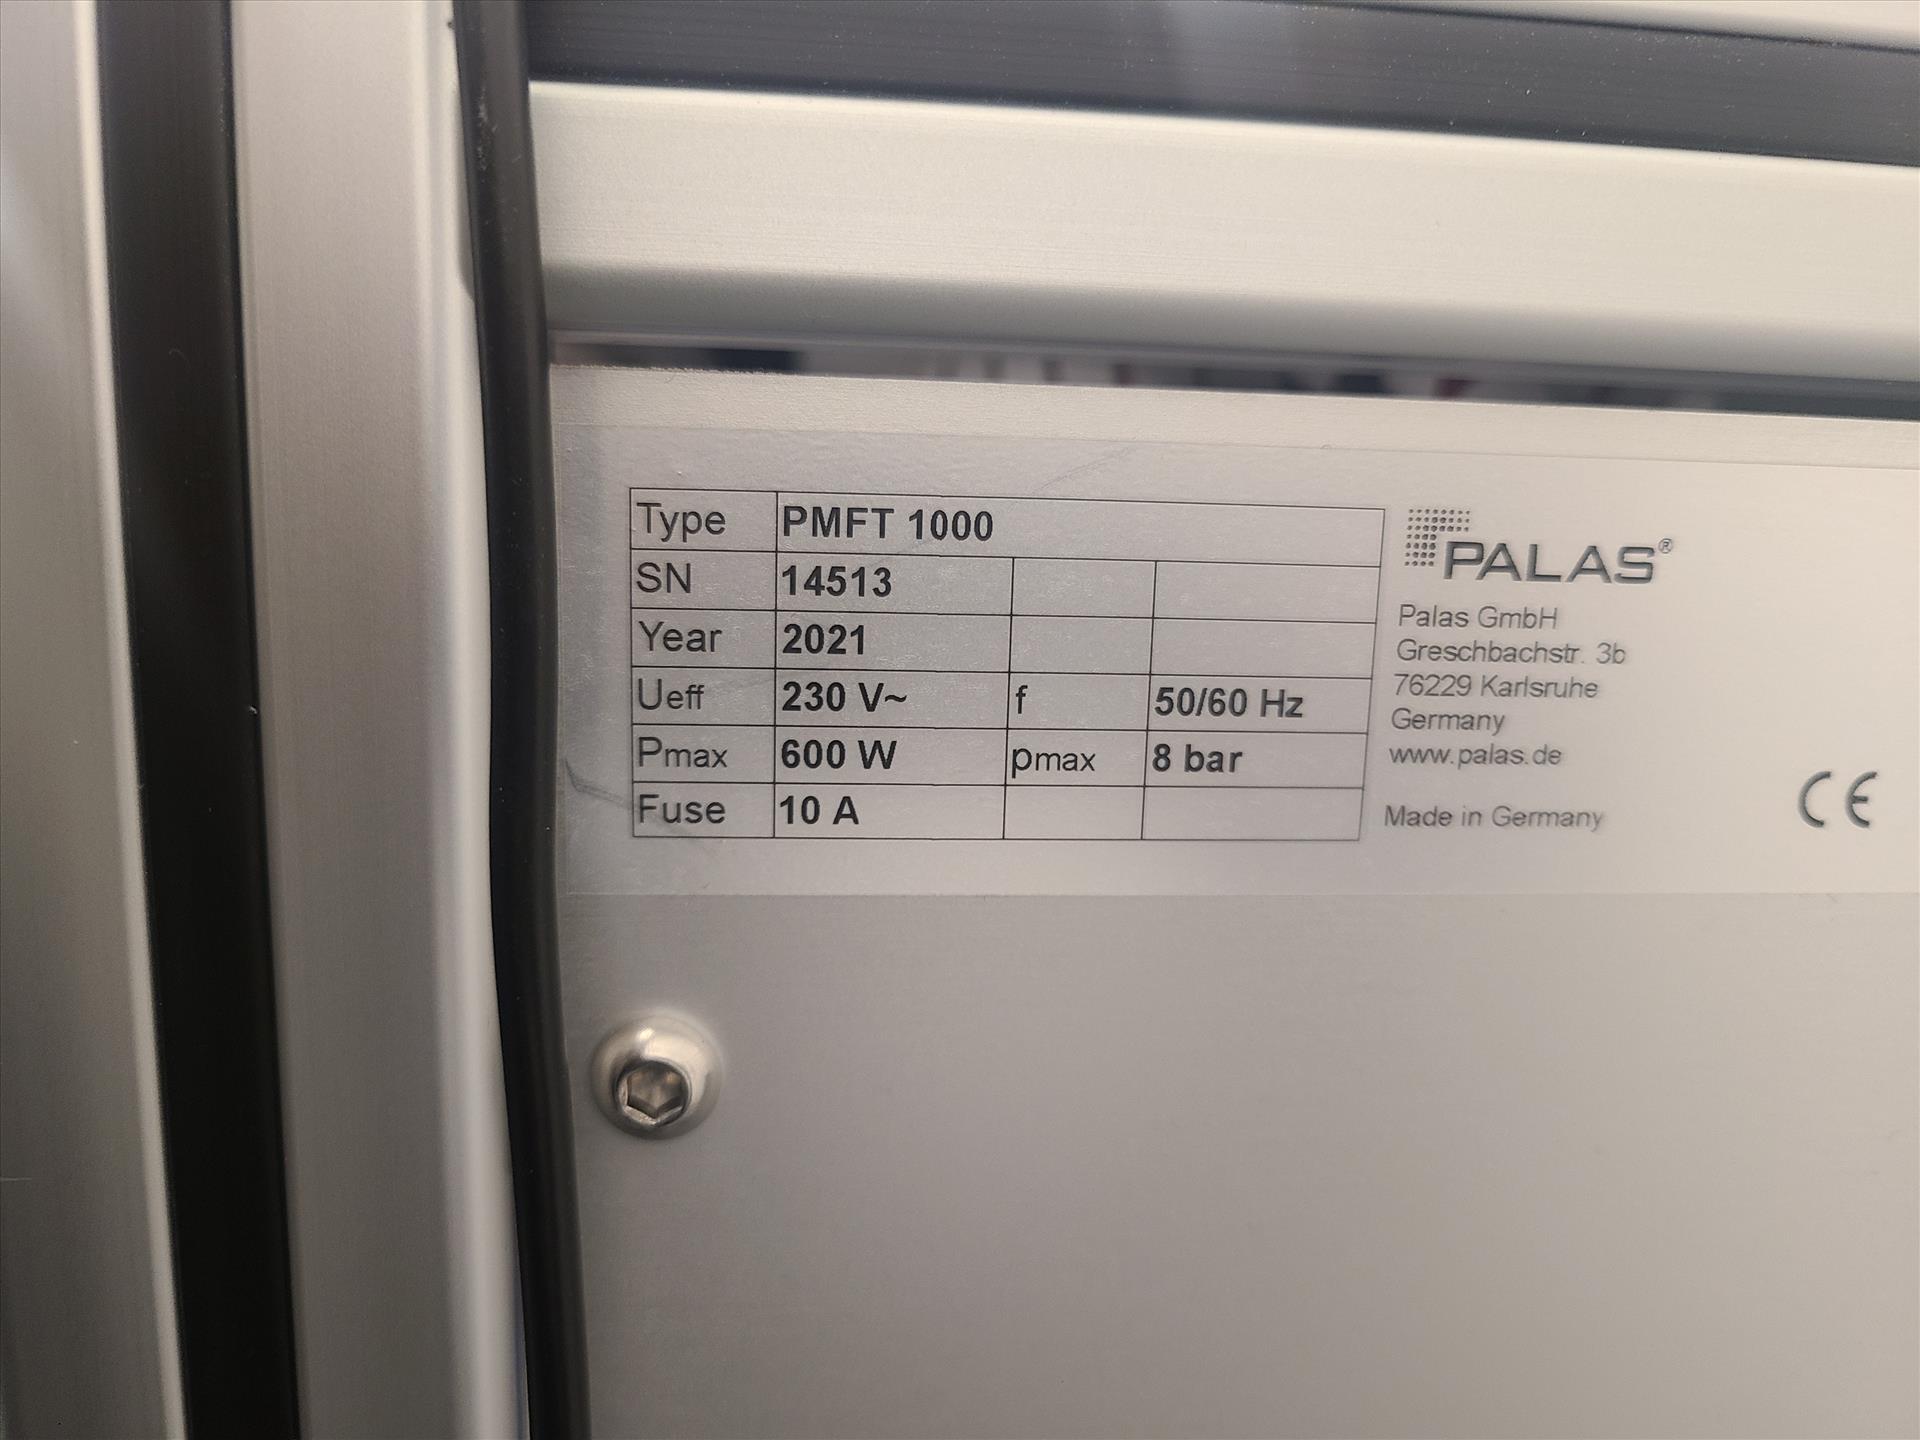 Type PMFT 1000
SN 14513
Year 2021
Ueff 230 V~ f 50/60 Hz
Pmax 600 W pmax 8 bar
Fuse 10 A
PALAS®
Palas GmbH
Greschbachstr. 3b
76229 Karlsruhe
Germany
www.palas.de
Made in Germany
CE